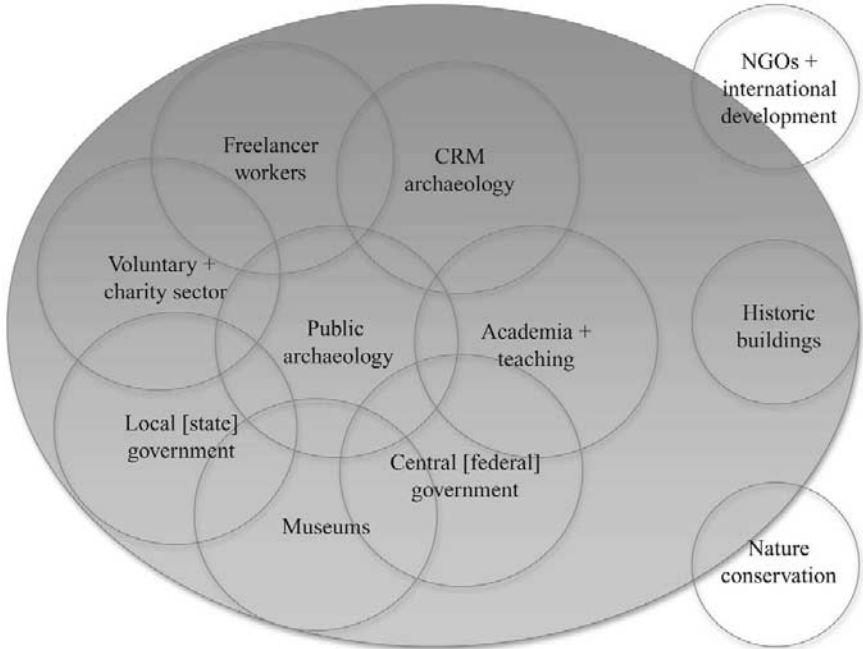 NGOs +
international
development
Freelancer
workers
CRM
archaeology
Voluntary +
charity sector
Public
archaeology
Academia +
teaching
Historic
buildings
Local [state]
government
Central [federal]
government
Museums
Nature
conservation